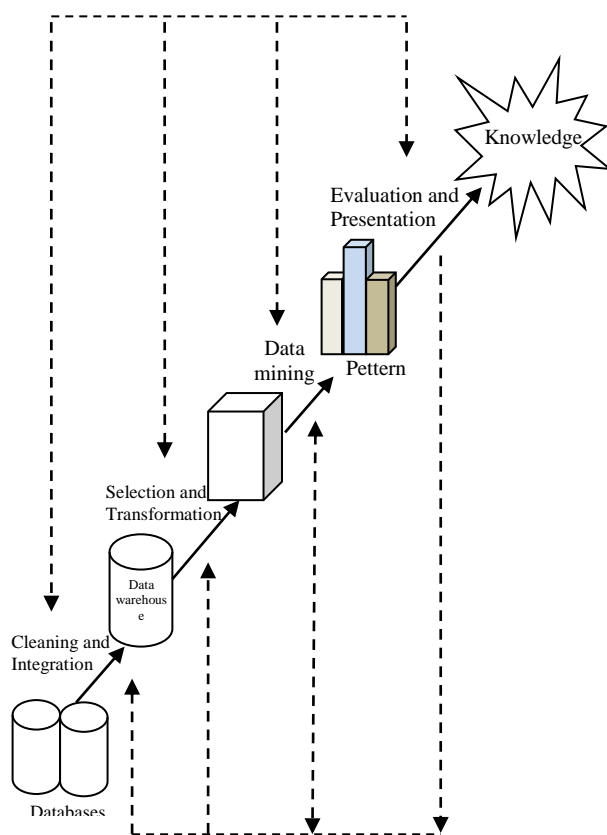 Knowledge
Evaluation and
Presentation
Data
mining
Pettern
Selection and
Transformation
Data
warehous
e
Cleaning and
Integration
Databases